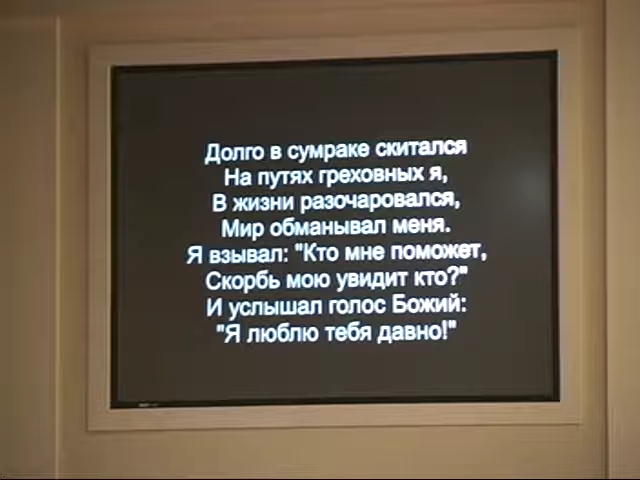 Долго в сумраке скитался
На путях греховных я,
В жизни разочаровался,
Мир обманывал меня.
Я взывал: "Кто мне поможет,
Скорбь мою увидит кто?"
И услышал голос Божий:
"Я люблю тебя давно!"